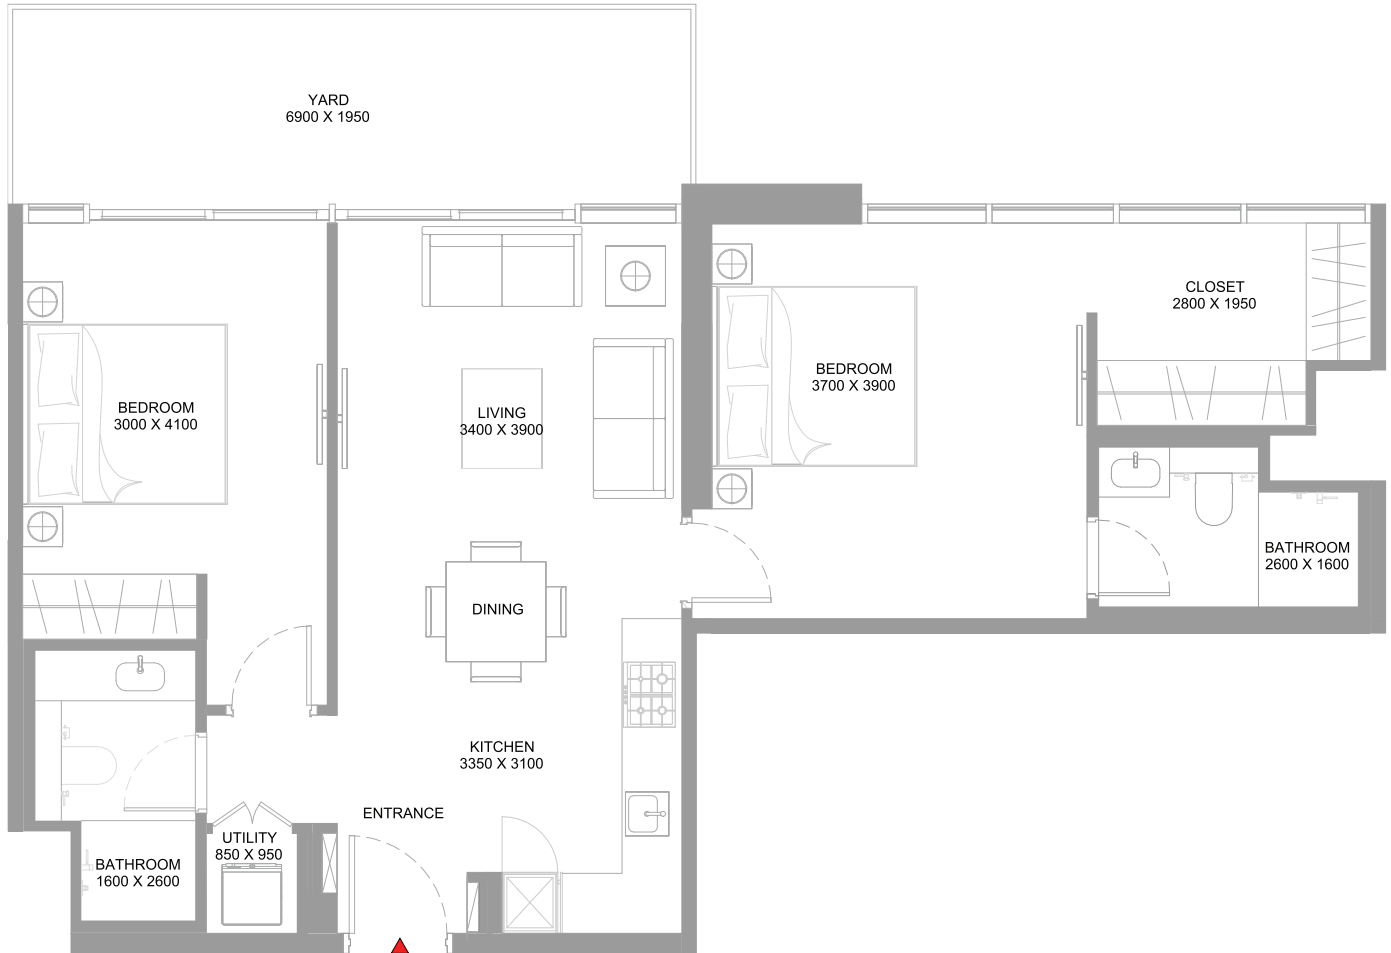 YARD
6900 X 1950
CLOSET
2800 X 1950
BEDROOM
3700 X 3900
BEDROOM
3000 X 4100
LIVING
3400 X 3900
BATHROOM
2600 X 1600
DINING
KITCHEN
3350 X 3100
ENTRANCE
UTILITY
850 X 950
BATHROOM
1600 X 2600